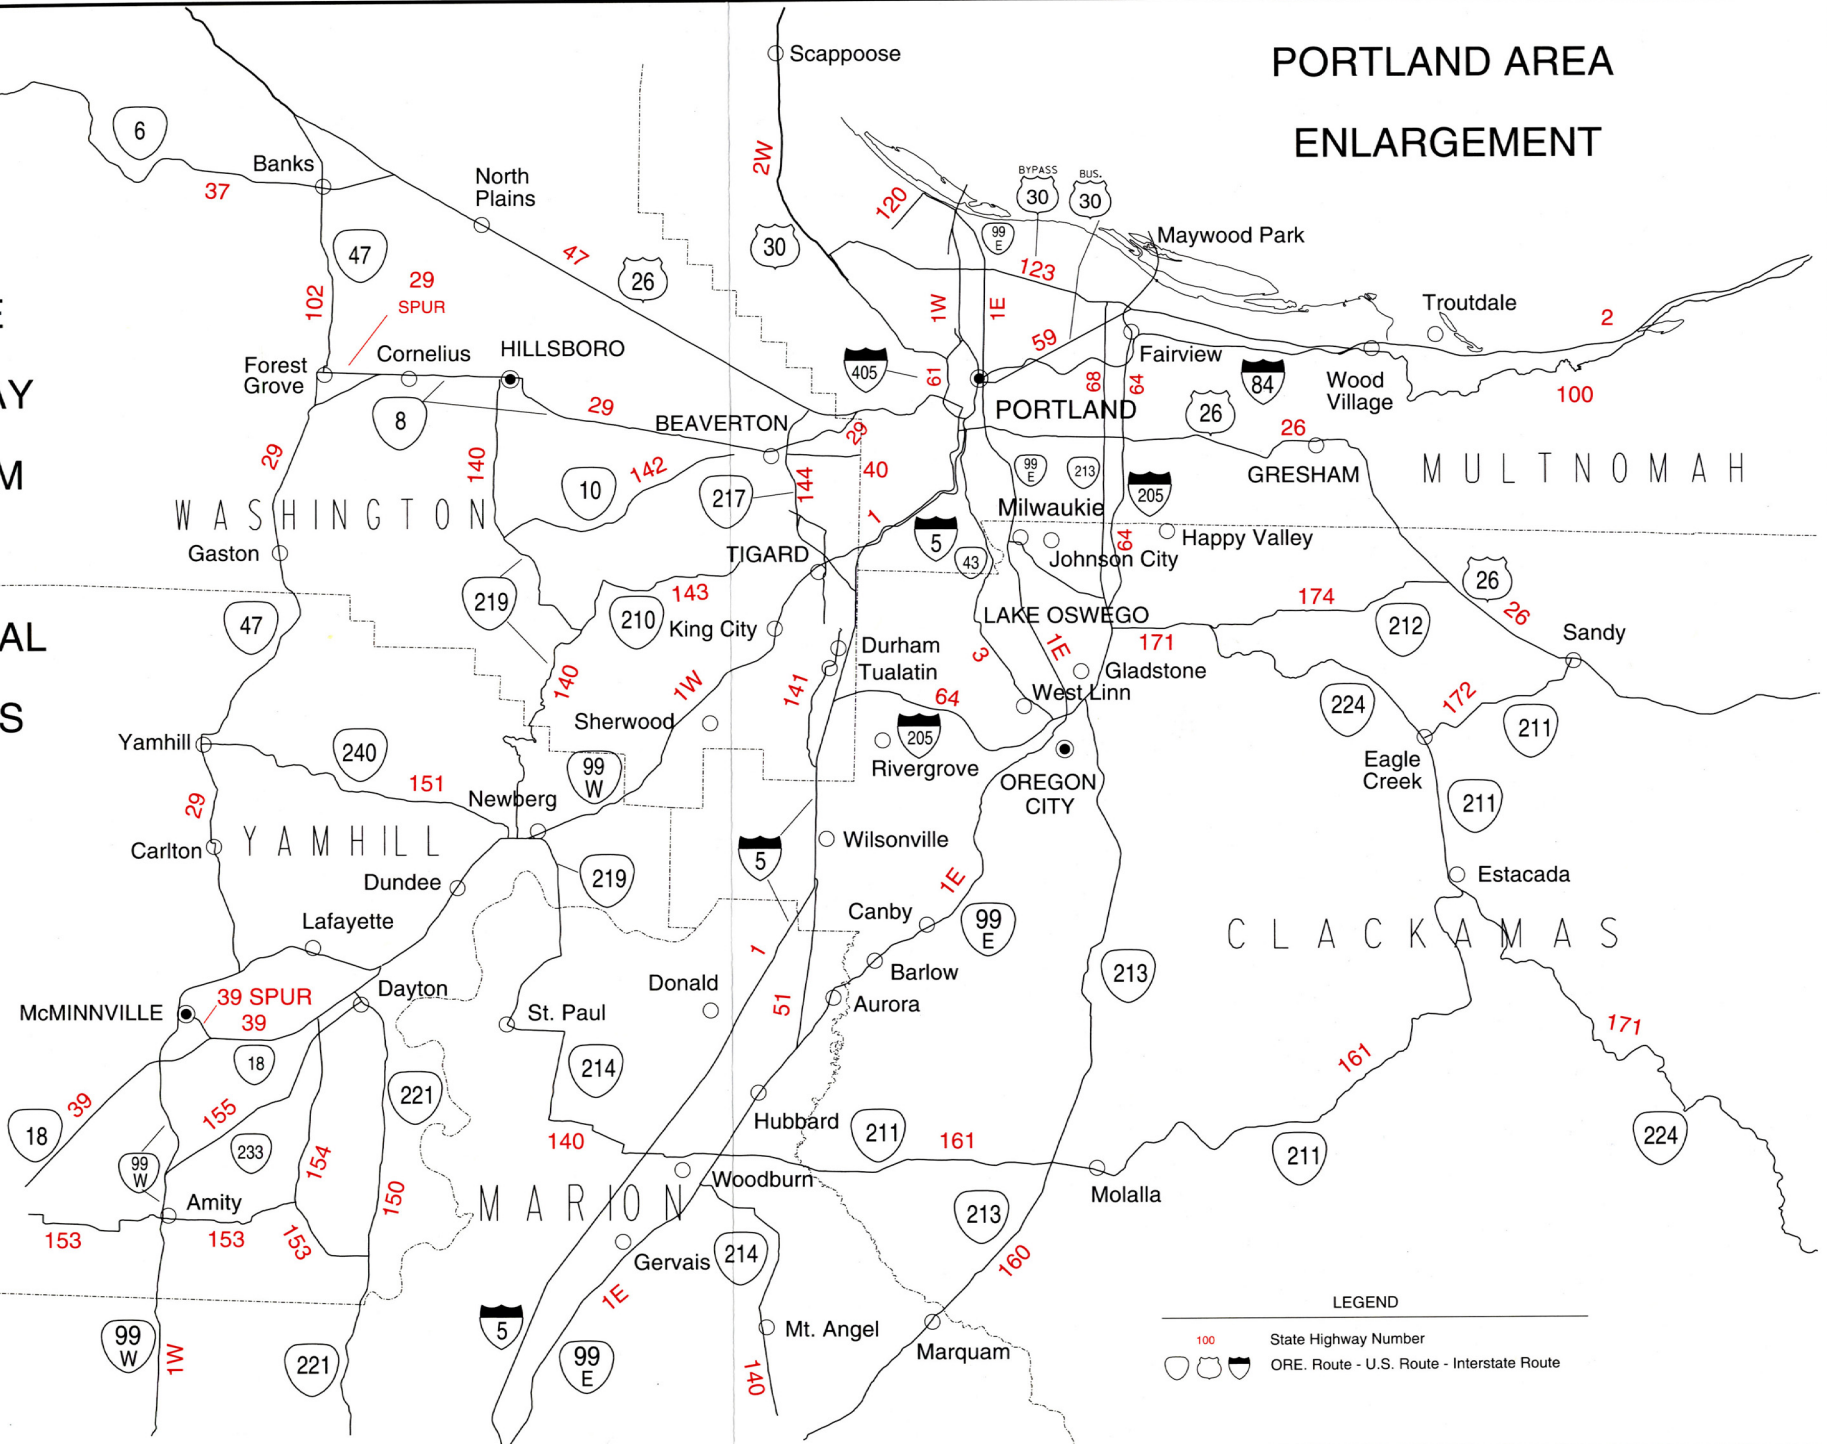 PORTLAND AREA
ENLARGEMENT
Scappoose
6
Banks
37
North
Plains
2W
120
BYPASS
30
BUS.
30
99
E
Maywood Park
47
47
26
30
123
29
SPUR
102
1W
1E
Troutdale
2
E
59
Cornelius
HILLSBORO
Forest
Grove
405
61
Fairview
68
64
84
Wood
Village
100
AY
8
29
BEAVERTON
29
PORTLAND
26
26
29
140
142
40
GRESHAM
MULTNOMAH
M
10
217
144
99
E
213
205
WASHINGTON
1
5
Milwaukie
64
Happy Valley
Gaston
TIGARD
43
Johnson City
219
143
26
47
210
King City
LAKE OSWEGO
174
212
26
AL
Durham
Tualatin
3
1E
171
Sandy
140
1W
141
64
Gladstone
West Linn
224
172
211
S
Sherwood
205
Yamhill
240
99
W
Rivergrove
OREGON
CITY
Eagle
Creek
151
29
Newberg
211
Carlton
YAMHILL
5
Wilsonville
Dundee
219
1E
Estacada
Lafayette
Canby
99
E
CLACKAMAS
1
Barlow
213
39 SPUR
Dayton
Donald
51
Aurora
McMINNVILLE
39
St. Paul
171
18
214
161
39
155
221
Hubbard
18
233
154
140
211
161
211
224
99
W
Woodburn
Molalla
Amity
150
MARION
153
153
153
213
Gervais
214
160
1E
LEGEND
99
W
1W
221
5
99
E
Mt. Angel
Marquam
140
100 State Highway Number
ORE. Route - U.S. Route - Interstate Route